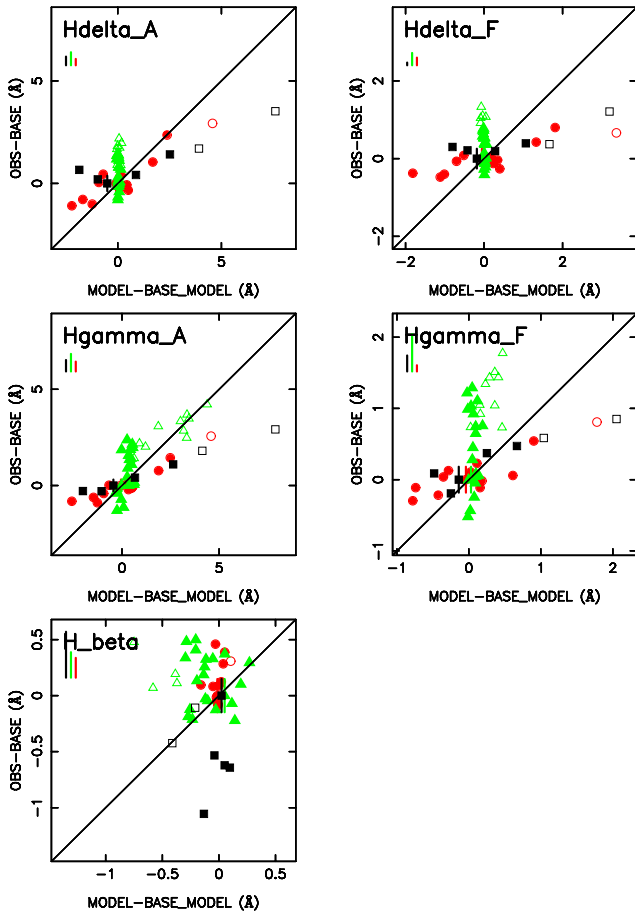 Hdelta_A
OBS-BASE (Å)
5
0
0
5
MODEL-BASE_MODEL (Å)
Hdelta_F
OBS-BASE (Å)
2
0
-2
-2
0
2
MODEL-BASE_MODEL (Å)
Hgamma_A
OBS-BASE (Å)
5
0
0
5
MODEL-BASE_MODEL (Å)
Hgamma_F
OBS-BASE (Å)
2
1
0
-1
-1
0
1
2
MODEL-BASE_MODEL (Å)
H_beta
OBS-BASE (Å)
0.5
0
-0.5
-1
-1
-0.5
0
0.5
MODEL-BASE_MODEL (Å)